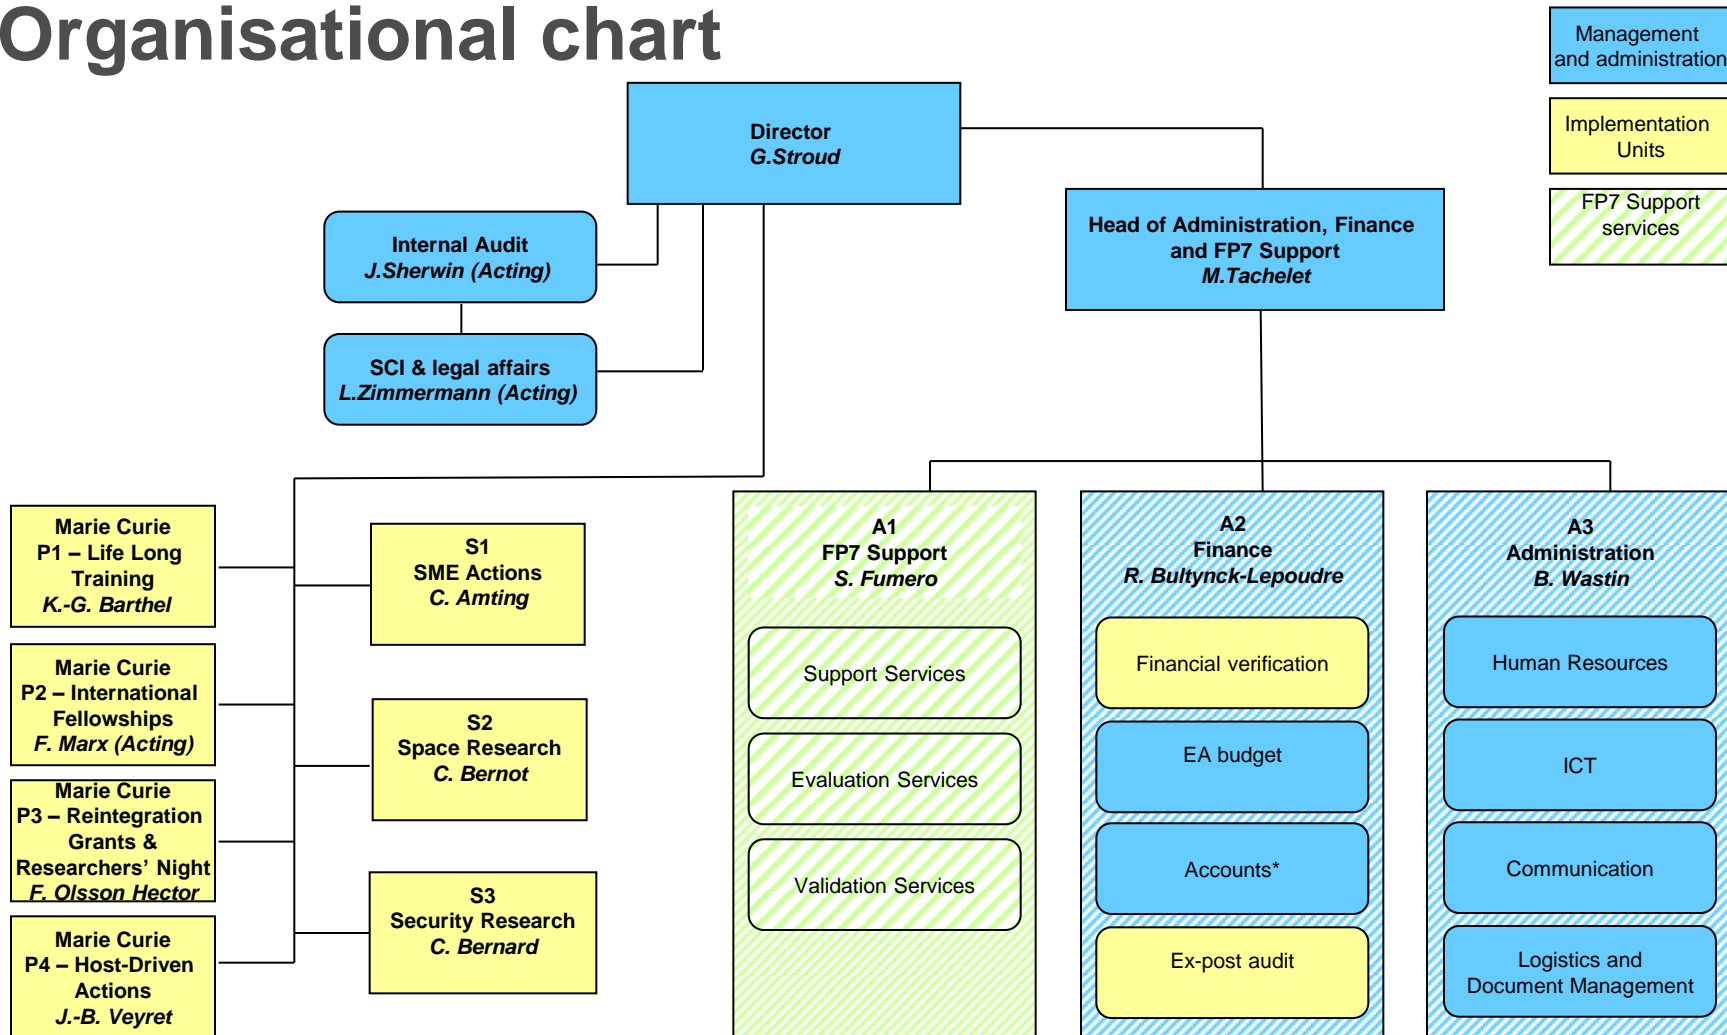 Organisational chart
Management
and administration
Implementation
Units
FP7 Support
services
Director
G.Stroud
Internal Audit
J.Sherwin (Acting)
Head of Administration, Finance
and FP7 Support
M.Tachelet
SCI & legal affairs
L.Zimmermann (Acting)
Marie Curie
P1 – Life Long
Training
K.-G. Barthel
Marie Curie
P2 – International
Fellowships
F. Marx (Acting)
Marie Curie
P3 – Reintegration
Grants &
Researchers’ Night
F. Olsson Hector
Marie Curie
P4 – Host-Driven
Actions
J.-B. Veyret
S1
SME Actions
C. Amting
S2
Space Research
C. Bernot
S3
Security Research
C. Bernard
A1
FP7 Support
S. Fumero
Support Services
Evaluation Services
Validation Services
A2
Finance
R. Bultynck-Lepoudre
Financial verification
EA budget
Accounts*
Ex-post audit
A3
Administration
B. Wastin
Human Resources
ICT
Communication
Logistics and
Document Management